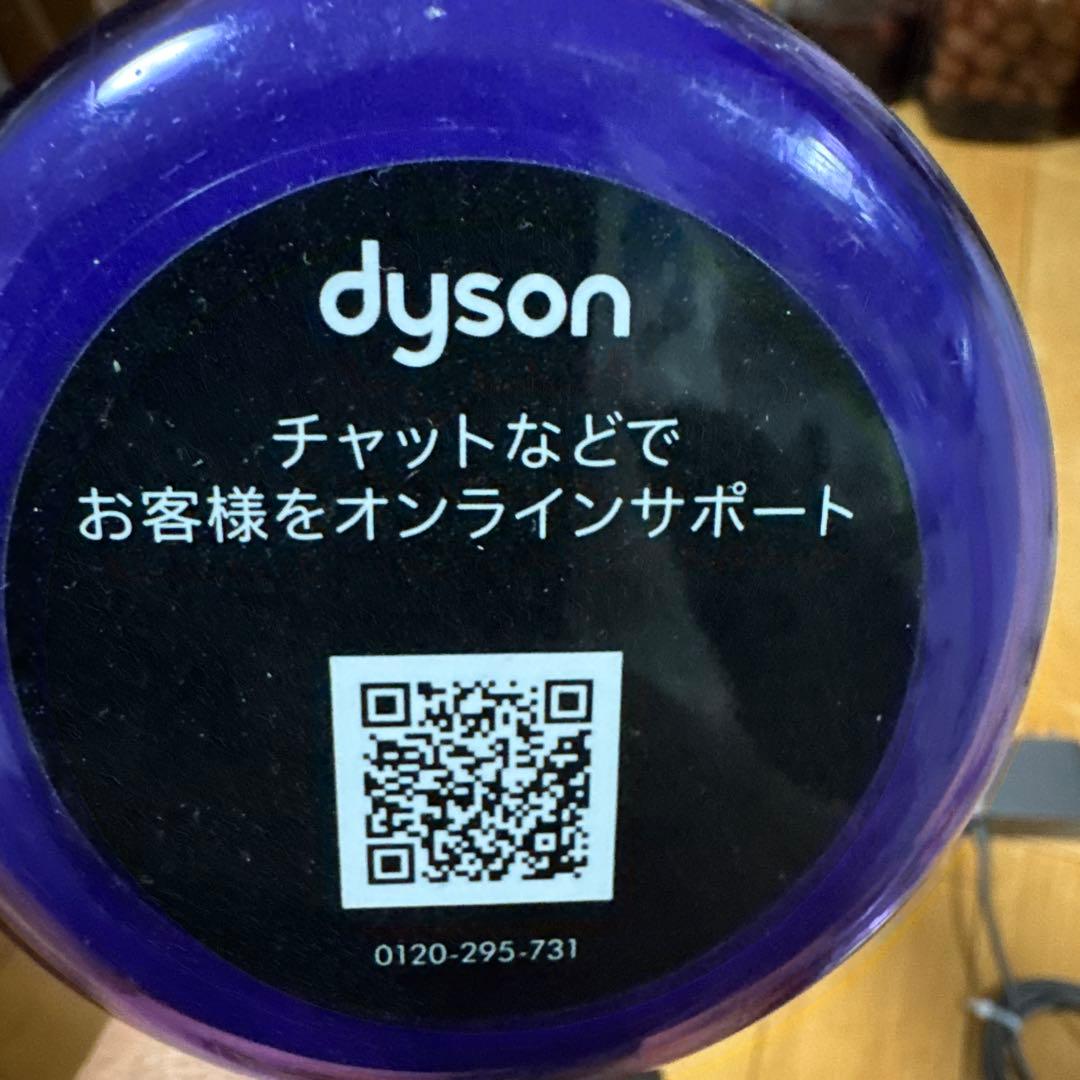 dyson
チャットなどで
お客様をオンラインサポート
0120-295-731